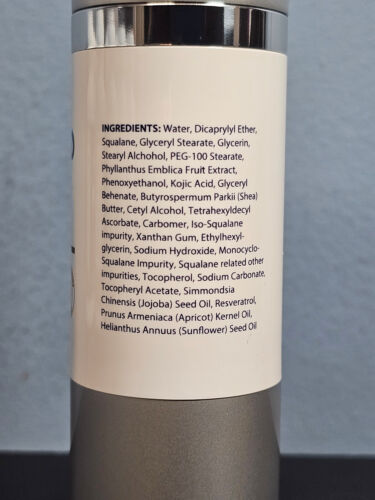 INGREDIENTS: Water, Dicaprylyl Ether,
Squalane, Glyceryl Stearate, Glycerin,
Stearyl Alchohol, PEG-100 Stearate,
Phyllanthus Emblica Fruit Extract,
Phenoxyethanol, Kojic Acid, Glyceryl
Behenate, Butyrospermum Parkii (Shea)
Butter, Cetyl Alcohol, Tetrahexyldecyl
Ascorbate, Carbomer, Iso-Squalane
impurity, Xanthan Gum, Ethylhexyl-
glycerin, Sodium Hydroxide, Monocyclo-
Squalane Impurity, Squalane related other
impurities, Tocopherol, Sodium Carbonate,
Tocopheryl Acetate, Simmondsia
Chinensis (Jojoba) Seed Oil, Resveratrol,
Prunus Armeniaca (Apricot) Kernel Oil,
Helianthus Annuus (Sunflower) Seed Oil